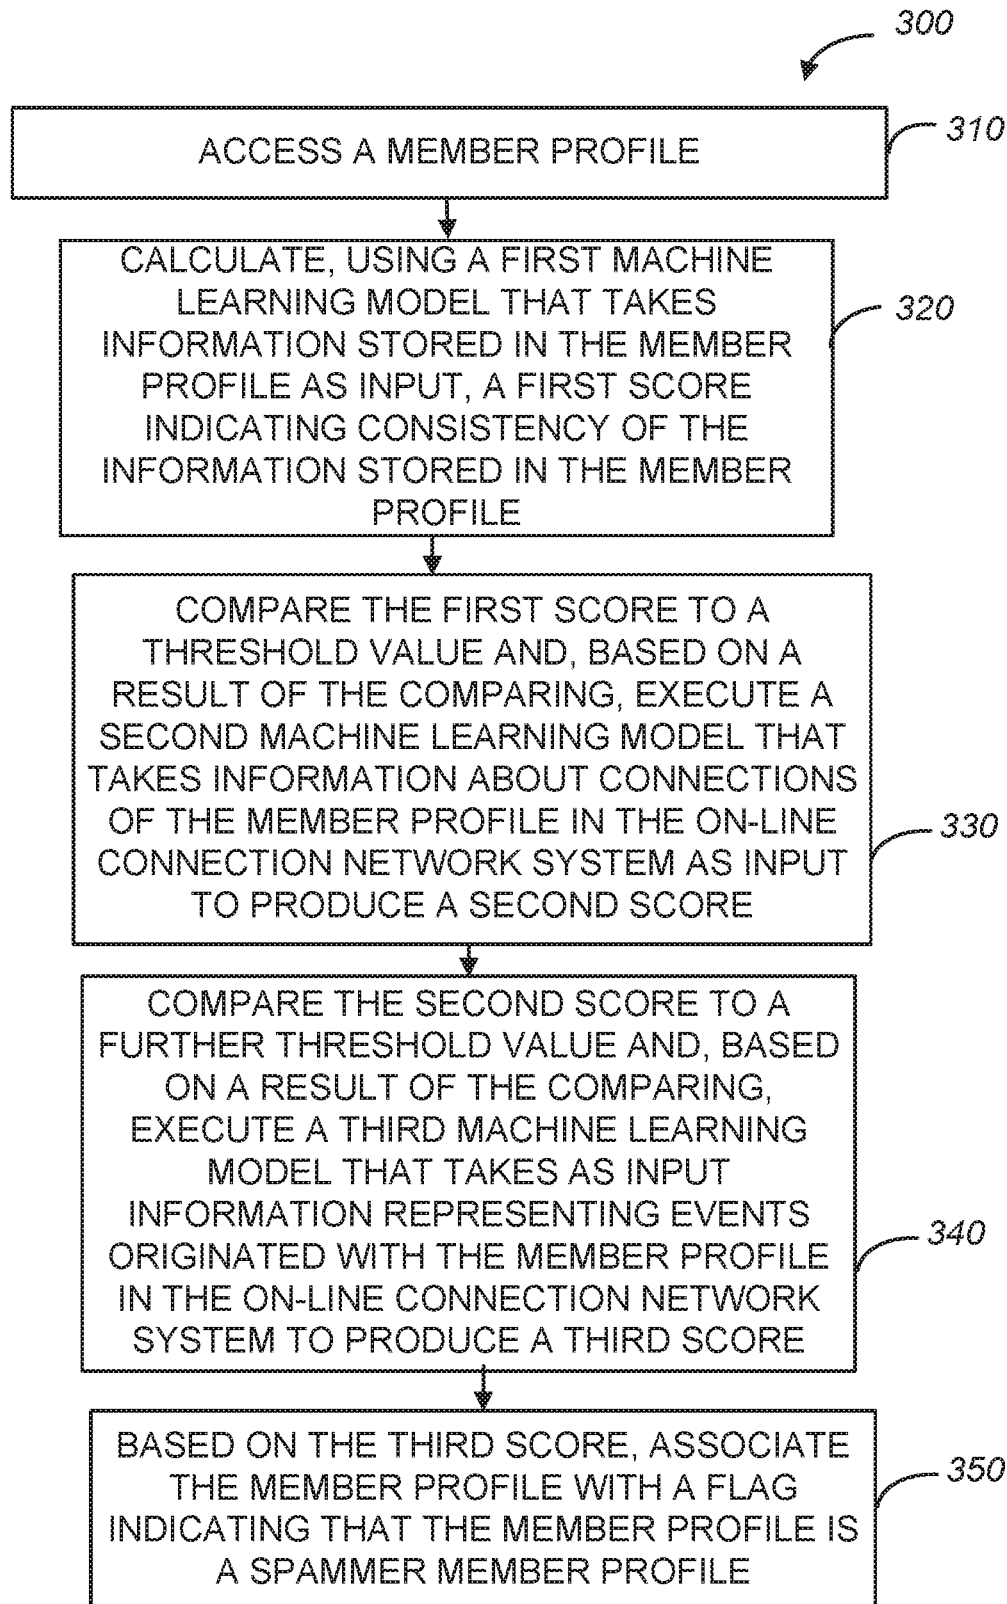 300
ACCESS A MEMBER PROFILE
310
CALCULATE, USING A FIRST MACHINE
LEARNING MODEL THAT TAKES
INFORMATION STORED IN THE MEMBER
PROFILE AS INPUT, A FIRST SCORE
INDICATING CONSISTENCY OF THE
INFORMATION STORED IN THE MEMBER
PROFILE
320
COMPARE THE FIRST SCORE TO A
THRESHOLD VALUE AND, BASED ON A
RESULT OF THE COMPARING, EXECUTE A
SECOND MACHINE LEARNING MODEL THAT
TAKES INFORMATION ABOUT CONNECTIONS
OF THE MEMBER PROFILE IN THE ON-LINE
CONNECTION NETWORK SYSTEM AS INPUT
TO PRODUCE A SECOND SCORE
330
COMPARE THE SECOND SCORE TO A
FURTHER THRESHOLD VALUE AND, BASED
ON A RESULT OF THE COMPARING,
EXECUTE A THIRD MACHINE LEARNING
MODEL THAT TAKES AS INPUT
INFORMATION REPRESENTING EVENTS
ORIGINATED WITH THE MEMBER PROFILE
IN THE ON-LINE CONNECTION NETWORK
SYSTEM TO PRODUCE A THIRD SCORE
340
BASED ON THE THIRD SCORE, ASSOCIATE
THE MEMBER PROFILE WITH A FLAG
INDICATING THAT THE MEMBER PROFILE IS
A SPAMMER MEMBER PROFILE
350